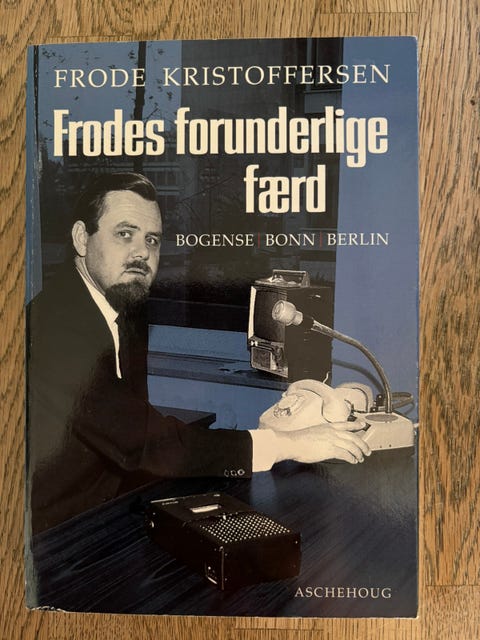 FRODE KRISTOFFERSEN
Frodes forunderlige
færd
BOGENSE | BONN | BERLIN
ASCHEHOUG